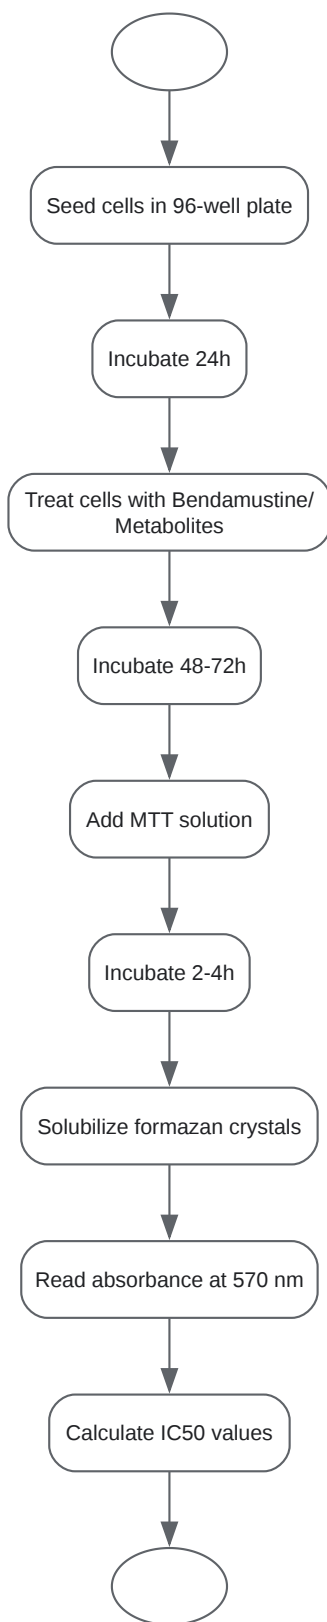 Seed cells in 96-well plate
Incubate 24h
Treat cells with Bendamustine/
Metabolites
Incubate 48-72h
Add MTT solution
Incubate 2-4h
Solubilize formazan crystals
Read absorbance at 570 nm
Calculate IC50 values